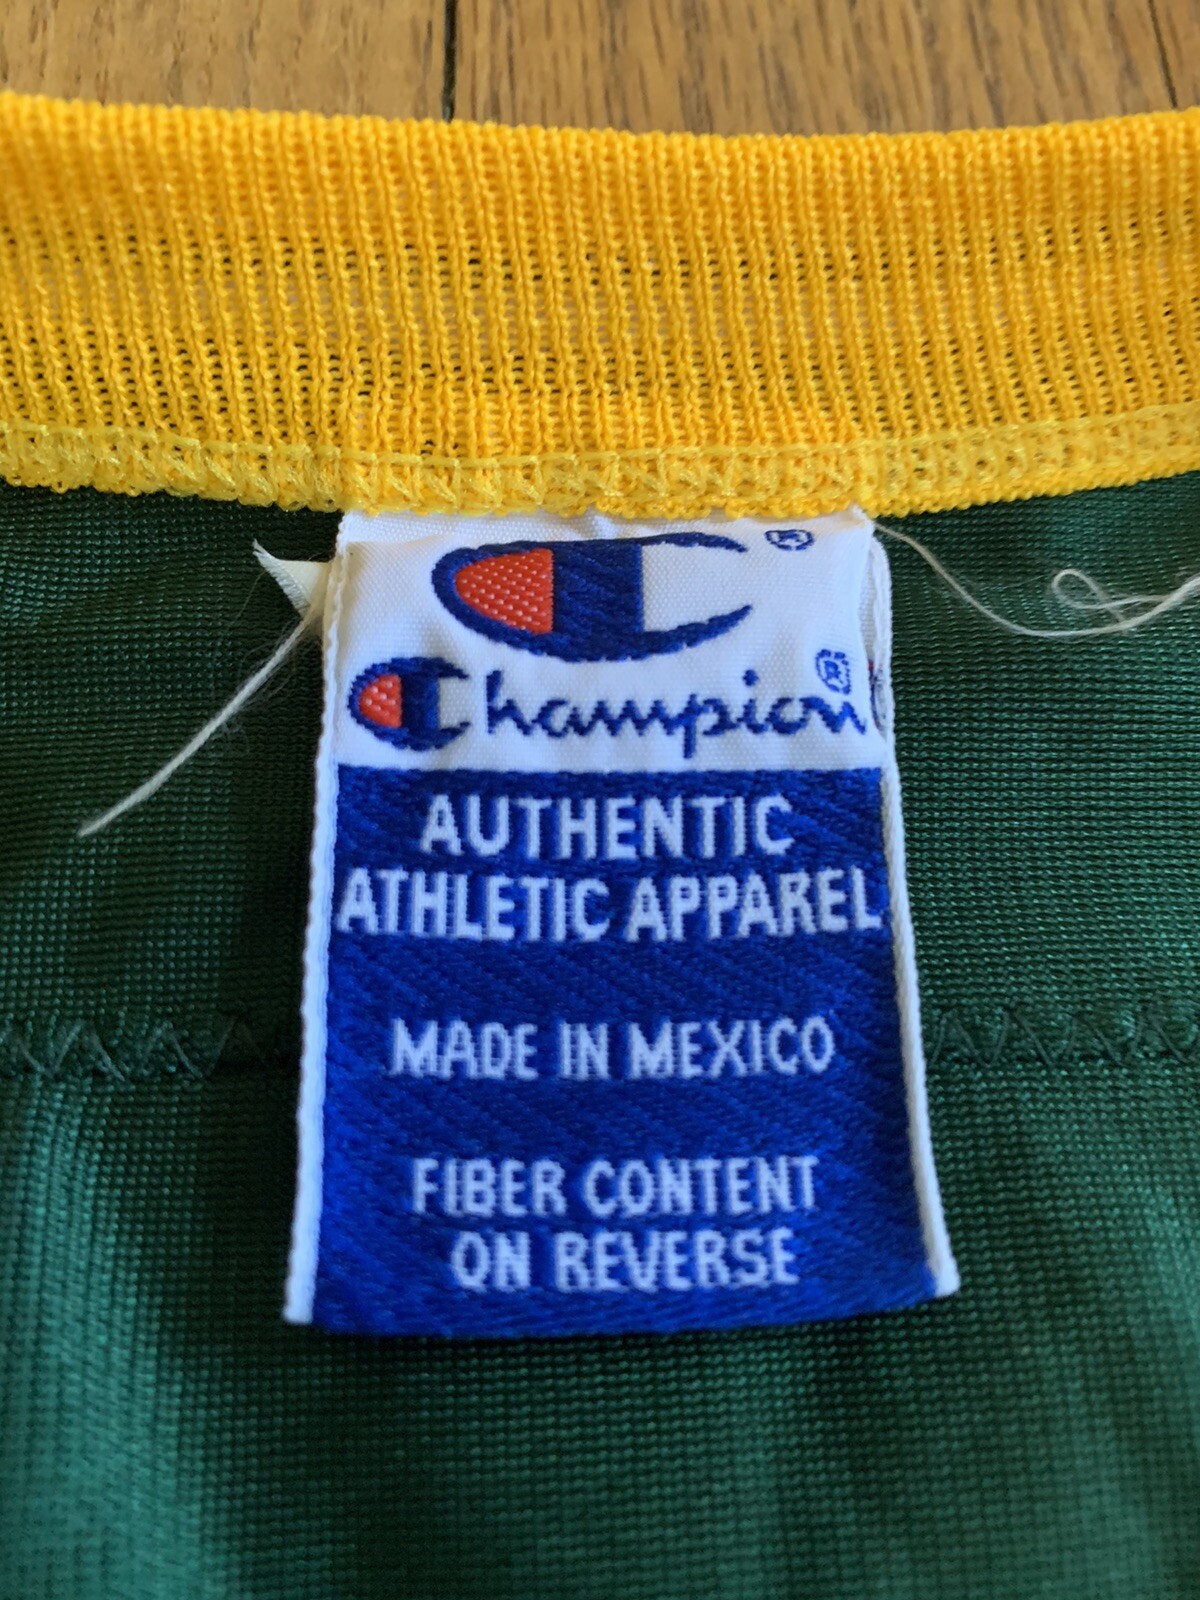 ®
Champion®
AUTHENTIC
ATHLETIC APPAREL
MADE IN MEXICO
FIBER CONTENT
ON REVERSE